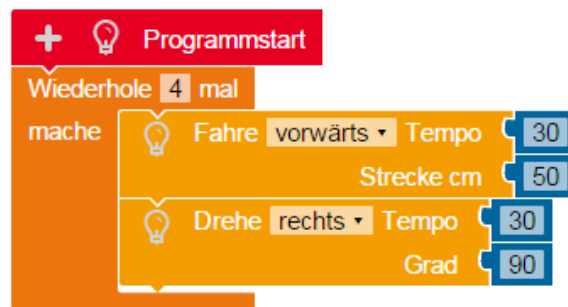 Programmstart
Wiederhole 4 mal
mache Fahre vorwärts Tempo 30
Strecke cm 50
Drehe rechts Tempo 30
Grad 90